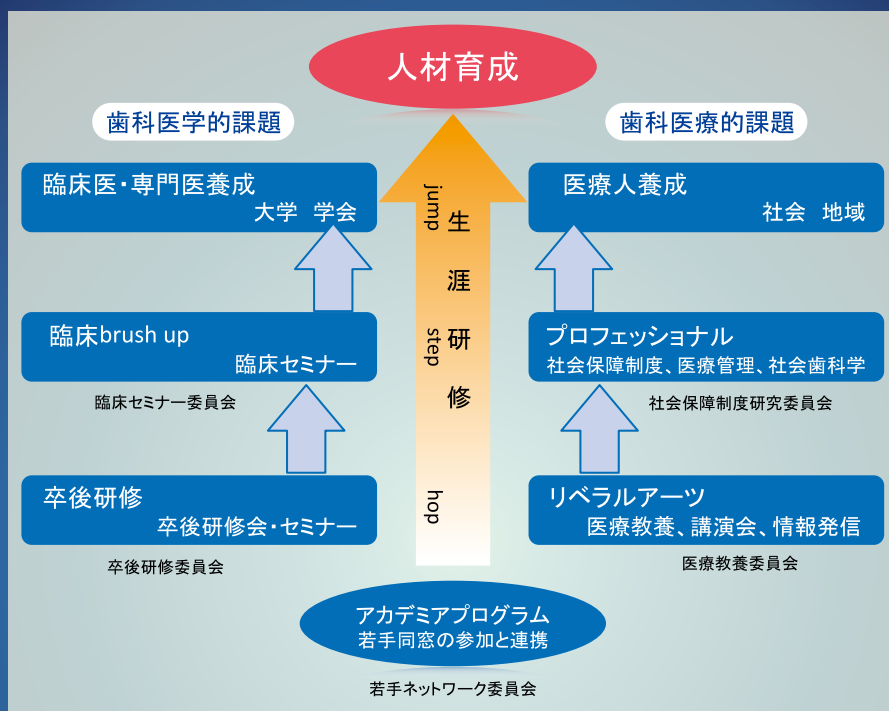 人材育成
歯科医学的課題
歯科医療的課題
臨床医・専門医養成
大学　学会
医療人養成
社会　地域
jump
生涯研修
臨床brush up
臨床セミナー
臨床セミナー委員会
step
プロフェッショナル
社会保障制度、医療管理、社会歯科学
社会保障制度研究委員会
卒後研修
卒後研修会・セミナー
卒後研修委員会
hop
リベラルアーツ
医療教養、講演会、情報発信
医療教養委員会
アカデミアプログラム
若手同窓の参加と連携
若手ネットワーク委員会